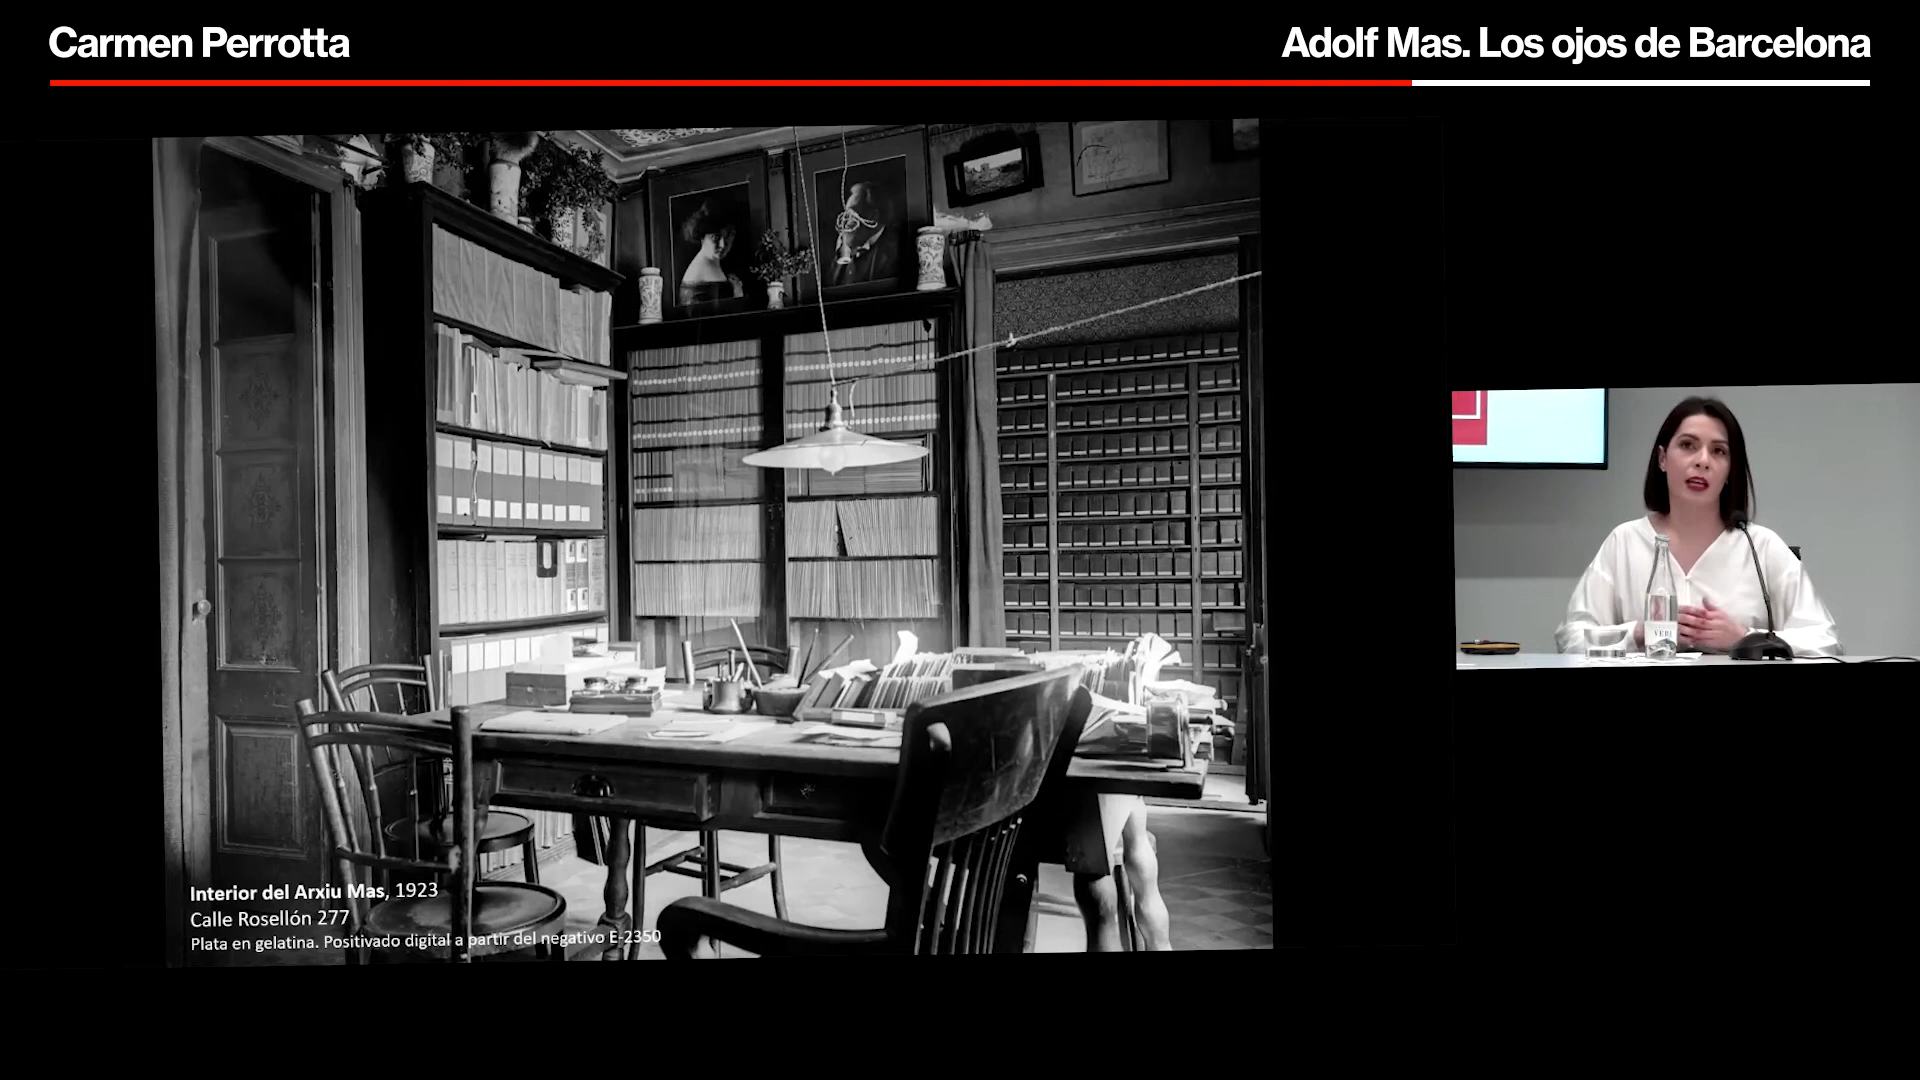 Carmen Perrotta
Adolf Mas. Los ojos de Barcelona
Interior del Arxiu Mas, 1923
Calle Rosellón 277
Plata en gelatina. Positivado digital a partir del negativo E-2350
VERI